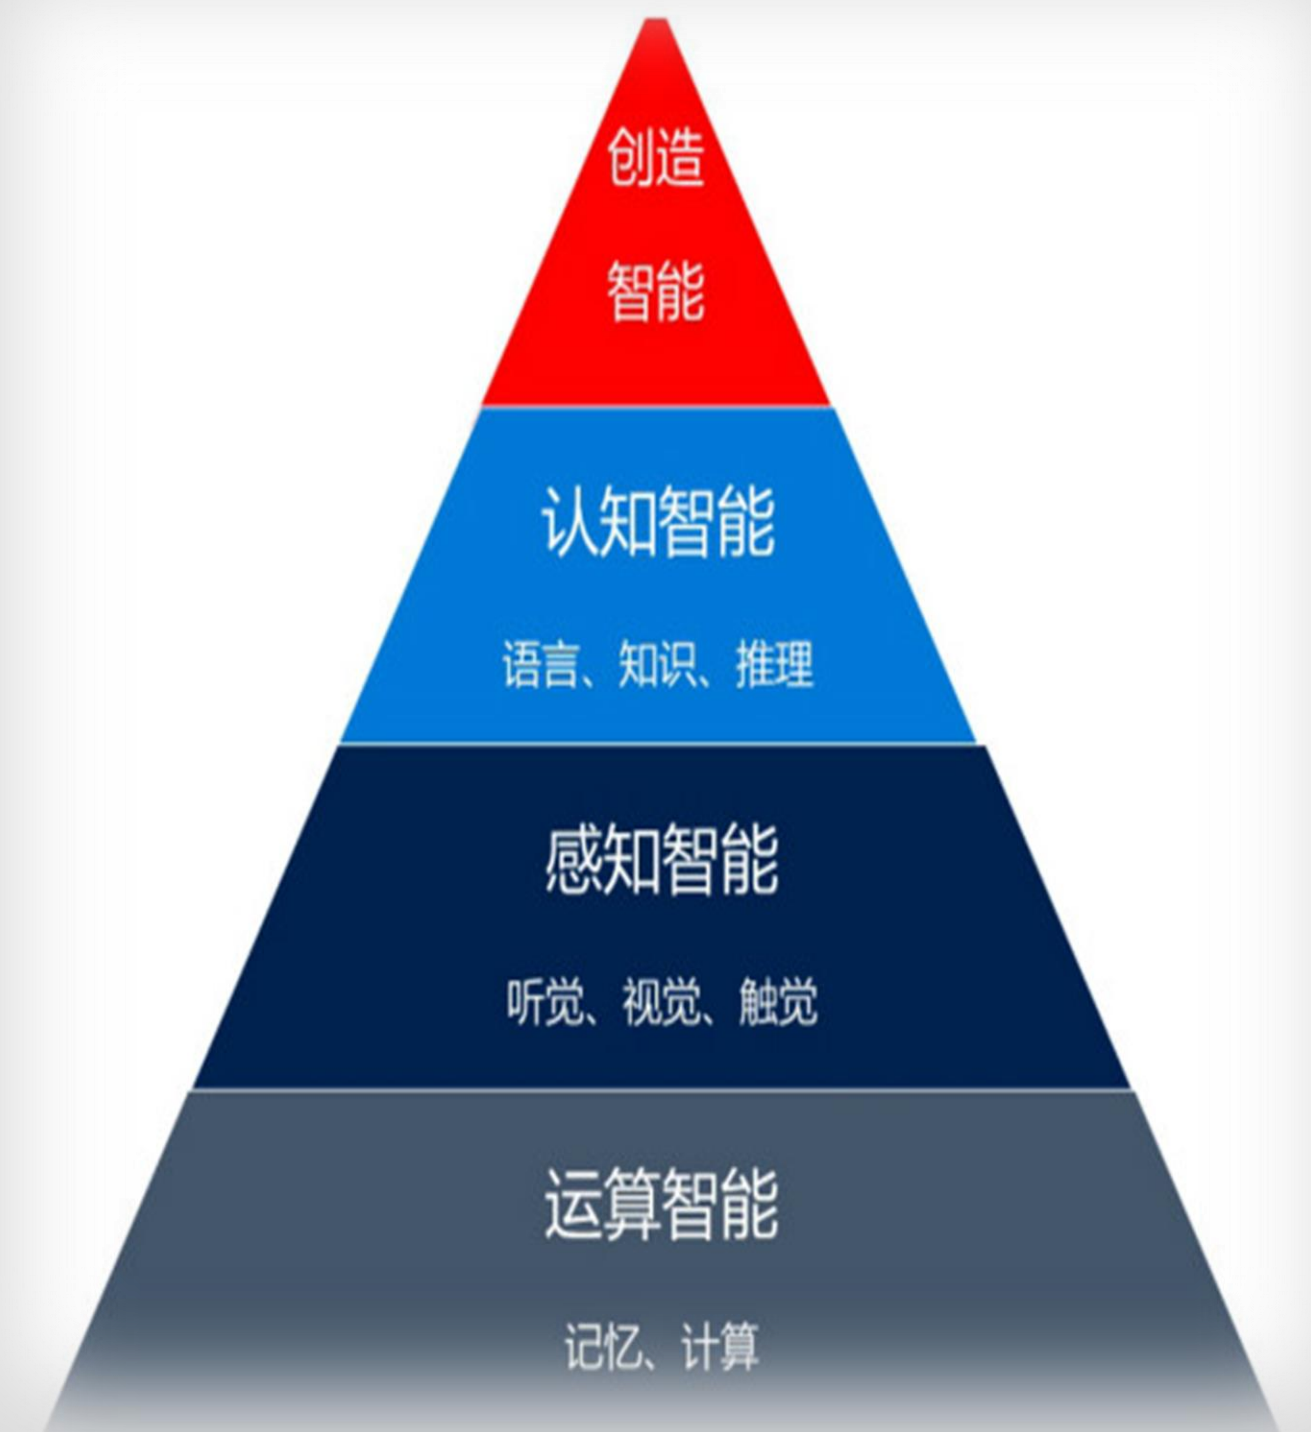 创造
智能
认知智能
语言、知识、推理
感知智能
听觉、视觉、触觉
运算智能
记忆、计算